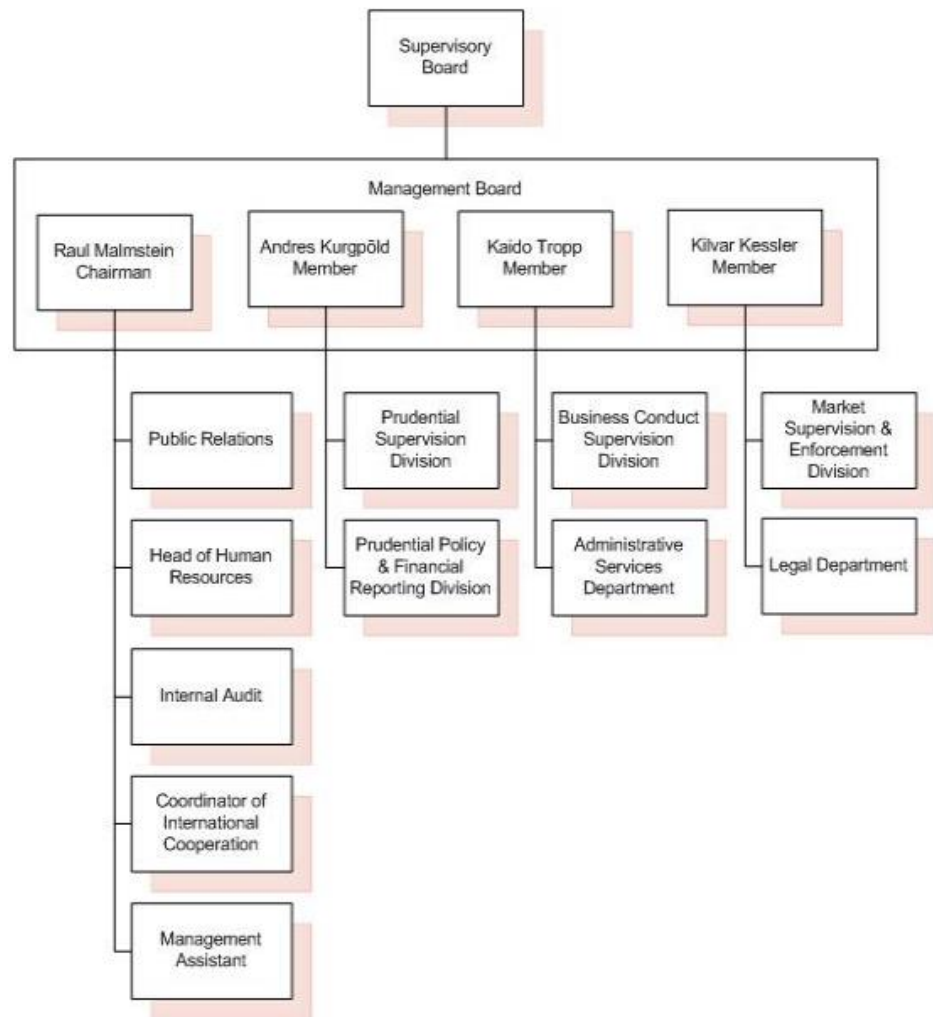 Supervisory
Board
Management Board
Raul Malmstein
Chairman
Andres Kurgpõld
Member
Kaido Tropp
Member
Kilvar Kessler
Member
Public Relations
Head of Human
Resources
Internal Audit
Coordinator of
International
Cooperation
Management
Assistant
Prudential
Supervision
Division
Prudential Policy
& Financial
Reporting Division
Business Conduct
Supervision
Division
Administrative
Services
Department
Market
Supervision &
Enforcement
Division
Legal Department